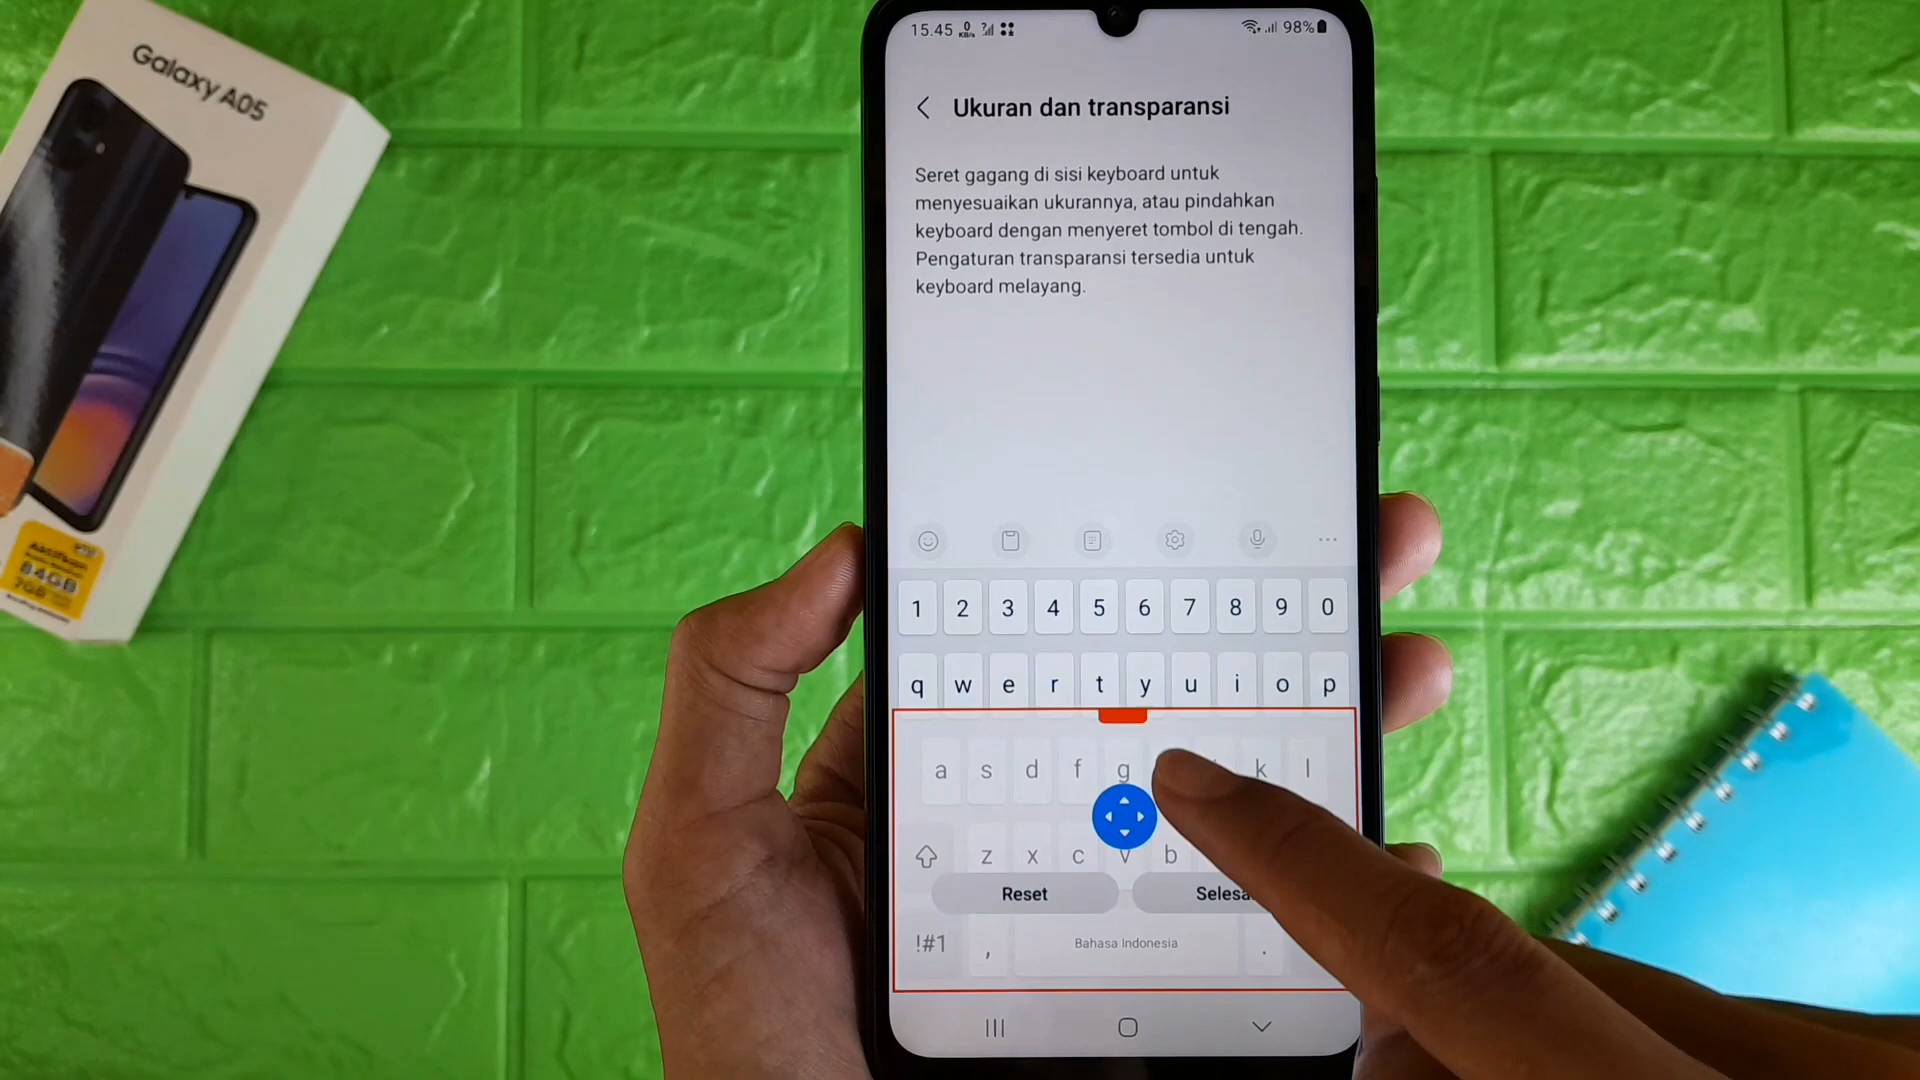 Galaxy A05
64GB
15.45
98%
Ukuran dan transparansi
Seret gagang di sisi keyboard untuk
menyesuaikan ukurannya, atau pindahkan
keyboard dengan menyeret tombol di tengah.
Pengaturan transparansi tersedia untuk
keyboard melayang.
1 2 3 4 5 6 7 8 9 0
q w e r t y u i o p
a s d f g k l
z x c v b
Reset
!#1 , Bahasa Indonesia .